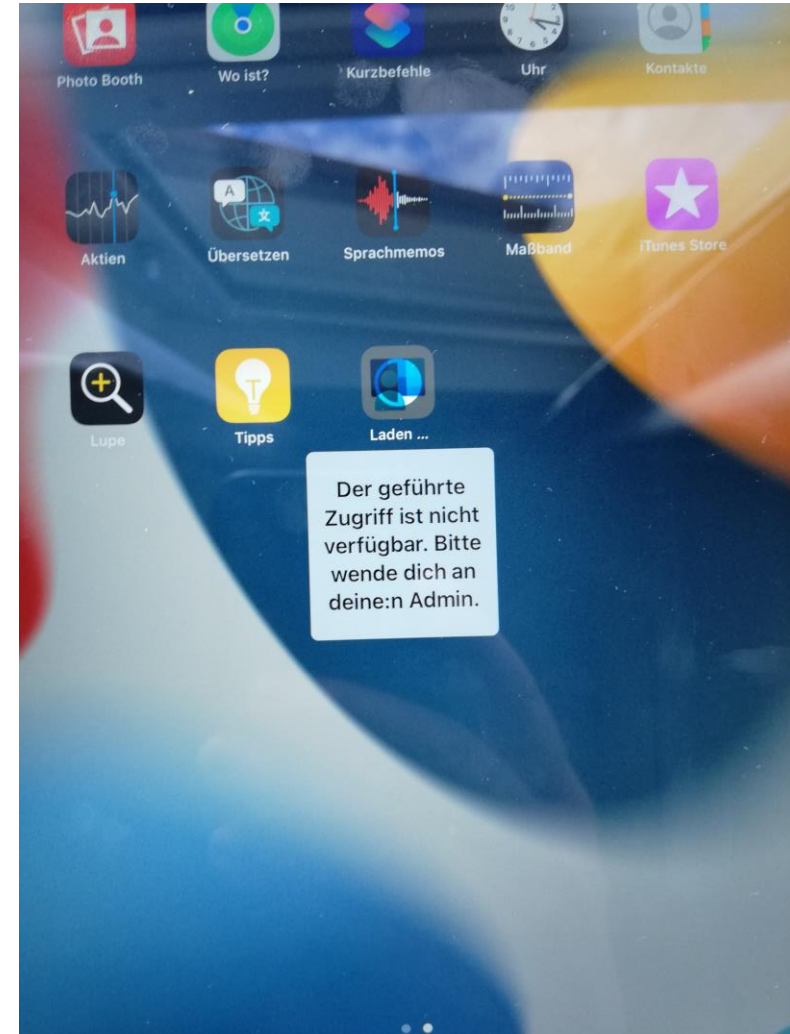 Photo Booth
Wo ist?
Kurzbefehle
Uhr
Kontakte
Aktien
Übersetzen
Sprachmemos
Maßband
iTunes Store
Lupe
Tipps
Laden ...
Der geführte
Zugriff ist nicht
verfügbar. Bitte
wende dich an
deine:n Admin.